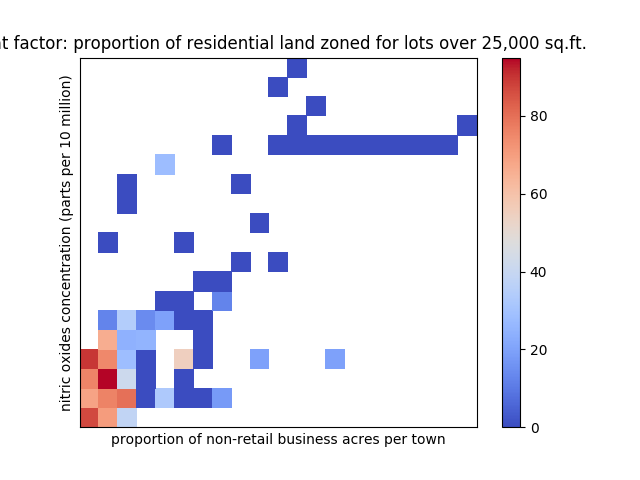 factor: proportion of residential land zoned for lots over 25,000 sq.ft.
nitric oxides concentration (parts per 10 million)
proportion of non-retail business acres per town
80
60
40
20
0